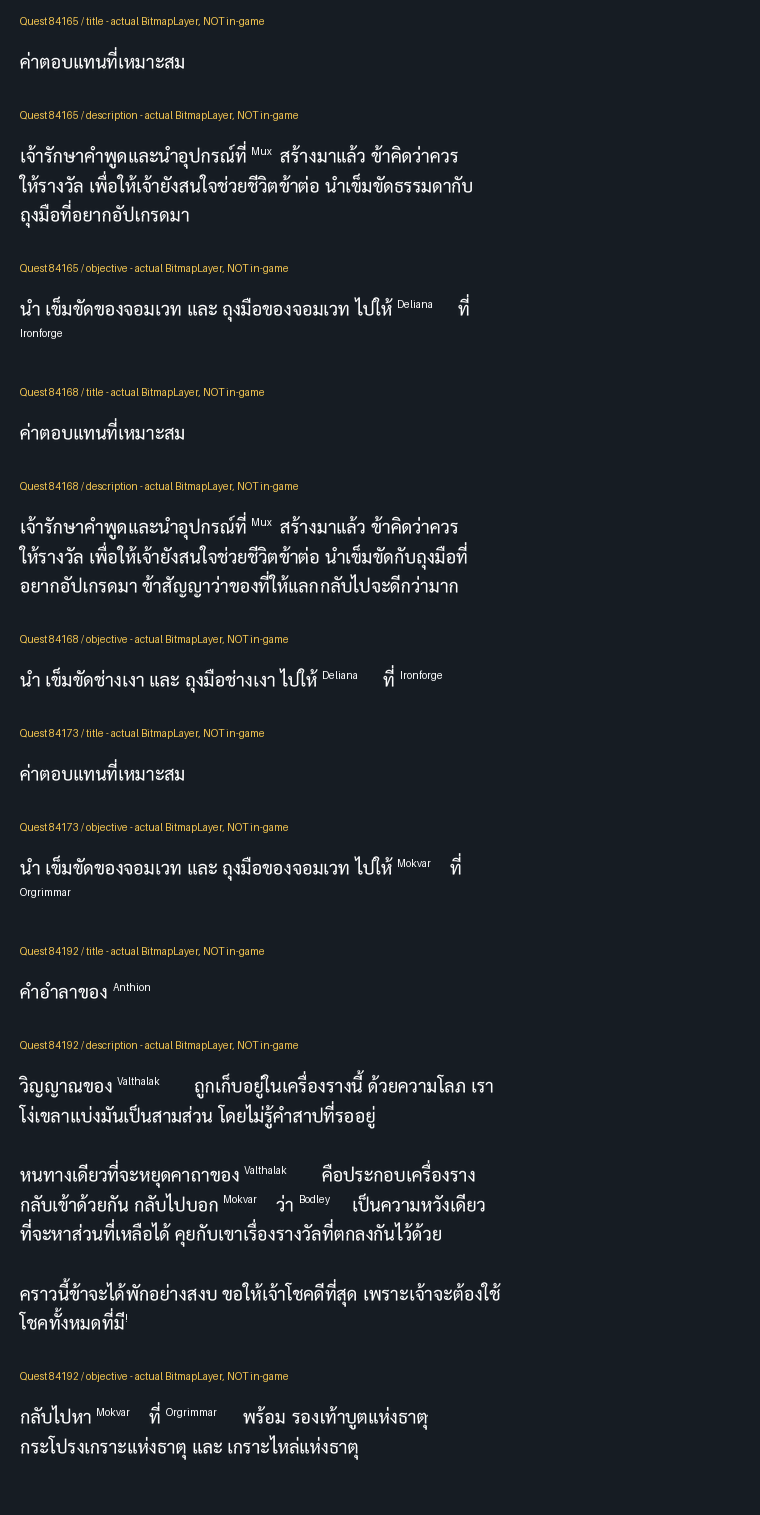 Quest 84165 / title - actual BitmapLayer, NOT in-game
ค่าตอบแทนที่เหมาะสม
Quest 84165 / description - actual BitmapLayer, NOT in-game
เจ้ารักษาคำพูดและนำอุปกรณ์ที่ Mux สร้างมาแล้ว ข้าคิดว่าควร
ให้รางวัล เพื่อให้เจ้ายังสนใจช่วยชีวิตข้าต่อ นำเข็มขัดธรรมดากับ
ถุงมือที่อยากอัปเกรดมา
Quest 84165 / objective - actual BitmapLayer, NOT in-game
นำ เข็มขัดของจอมเวท และ ถุงมือของจอมเวท ไปให้ Deliana ที่
Ironforge
Quest 84168 / title - actual BitmapLayer, NOT in-game
ค่าตอบแทนที่เหมาะสม
Quest 84168 / description - actual BitmapLayer, NOT in-game
เจ้ารักษาคำพูดและนำอุปกรณ์ที่ Mux สร้างมาแล้ว ข้าคิดว่าควร
ให้รางวัล เพื่อให้เจ้ายังสนใจช่วยชีวิตข้าต่อ นำเข็มขัดกับถุงมือที่
อยากอัปเกรดมา ข้าสัญญาว่าของที่ให้แลกกลับไปจะดีกว่ามาก
Quest 84168 / objective - actual BitmapLayer, NOT in-game
นำ เข็มขัดช่างเงา และ ถุงมือช่างเงา ไปให้ Deliana ที่ Ironforge
Quest 84173 / title - actual BitmapLayer, NOT in-game
ค่าตอบแทนที่เหมาะสม
Quest 84173 / objective - actual BitmapLayer, NOT in-game
นำ เข็มขัดของจอมเวท และ ถุงมือของจอมเวท ไปให้ Mokvar ที่
Orgrimmar
Quest 84192 / title - actual BitmapLayer, NOT in-game
คำอำลาของ Anthion
Quest 84192 / description - actual BitmapLayer, NOT in-game
วิญญาณของ Valthalak ถูกเก็บอยู่ในเครื่องรางนี้ ด้วยความโลภ เรา
โง่เขลาแบ่งมันเป็นสามส่วน โดยไม่รู้คำสาปที่รออยู่
หนทางเดียวที่จะหยุดคาถาของ Valthalak คือประกอบเครื่องราง
กลับเข้าด้วยกัน กลับไปบอก Mokvar ว่า Bodley เป็นความหวังเดียว
ที่จะหาส่วนที่เหลือได้ คุยกับเขาเรื่องรางวัลที่ตกลงกันไว้ด้วย
คราวนี้ข้าจะได้พักอย่างสงบ ขอให้เจ้าโชคดีที่สุด เพราะเจ้าจะต้องใช้
โชคทั้งหมดที่มี!
Quest 84192 / objective - actual BitmapLayer, NOT in-game
กลับไปหา Mokvar ที่ Orgrimmar พร้อม รองเท้าบูตแห่งธาตุ
กระโปรงเกราะแห่งธาตุ และ เกราะไหล่แห่งธาตุ